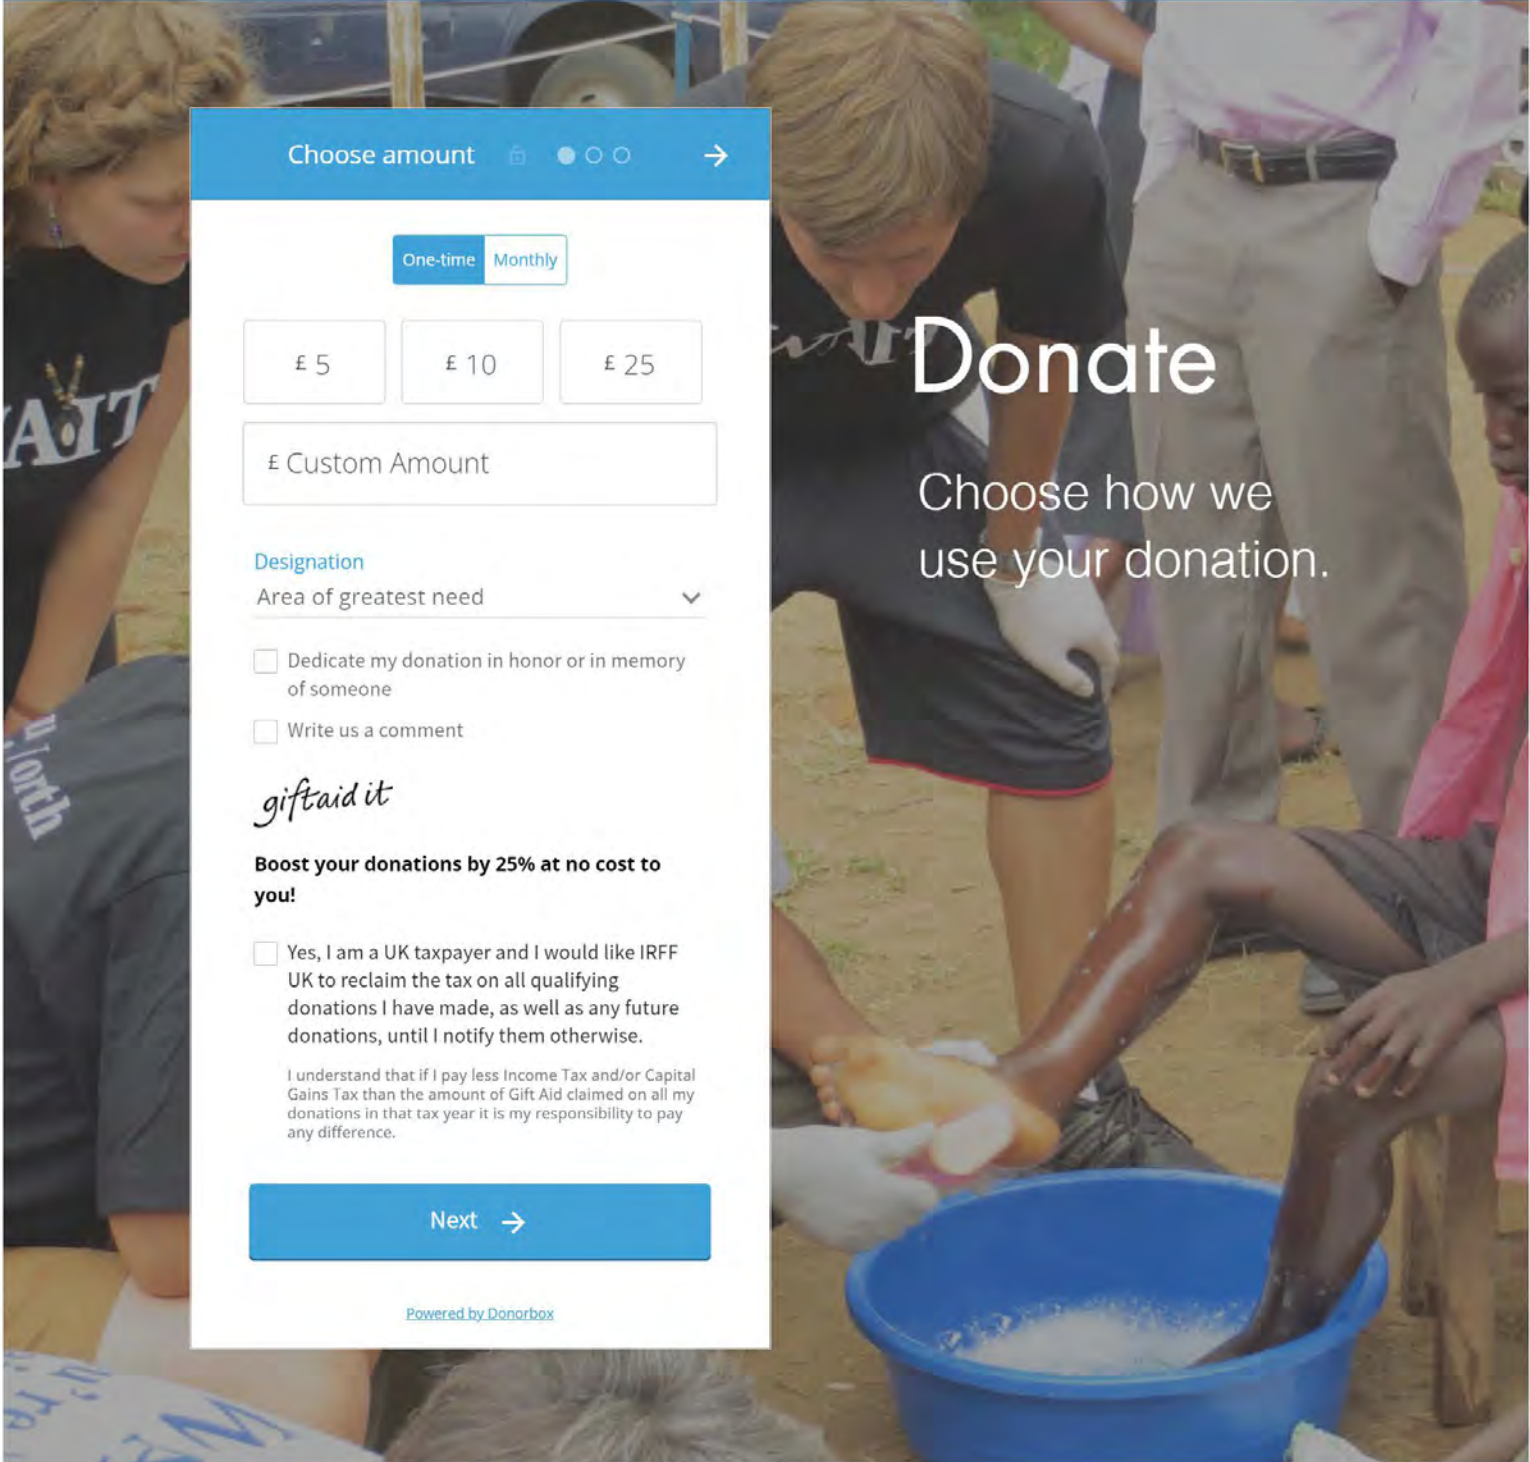 Choose amount
One-time Monthly
£ 5 £ 10 £ 25
£ Custom Amount
Designation
Area of greatest need
Dedicate my donation in honor or in memory
of someone
Write us a comment
giftaid it
Boost your donations by 25% at no cost to
you!
Yes, I am a UK taxpayer and I would like IRFF
UK to reclaim the tax on all qualifying
donations I have made, as well as any future
donations, until I notify them otherwise.
I understand that if I pay less Income Tax and/or Capital
Gains Tax than the amount of Gift Aid claimed on all my
donations in that tax year it is my responsibility to pay
any difference.
Next
Powered by Donorbox
Donate
Choose how we
use your donation.